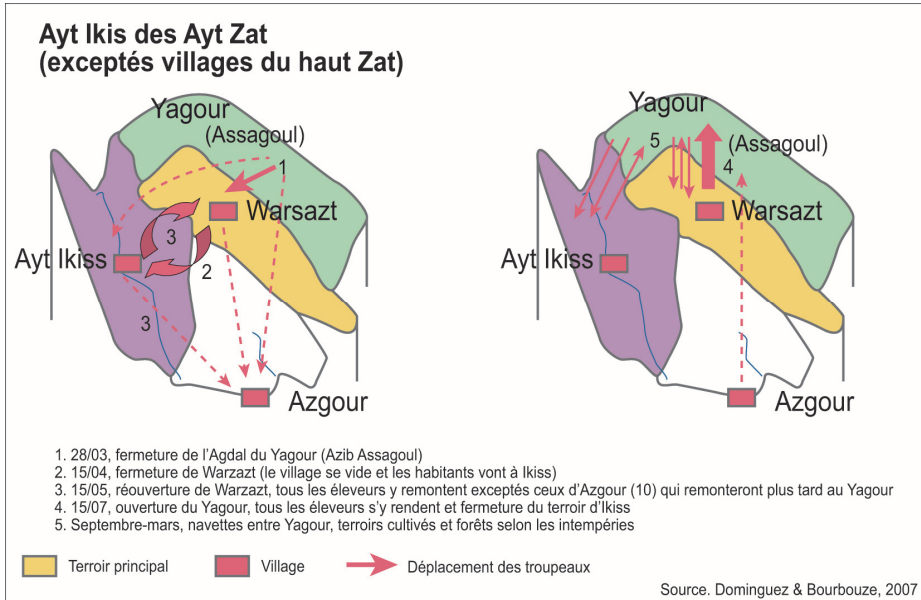 Ayt Ikis des Ayt Zat
(exceptés villages du haut Zat)
Yagour
(Assagoul)
1
Warsazt
3
2
Ayt Ikiss
3
Azgour
Yagour
5
(Assagoul)
4
Warsazt
Ayt Ikiss
Azgour
1. 28/03, fermeture de l'Agdal du Yagour (Azib Assagoul)
2. 15/04, fermeture de Warzazt (le village se vide et les habitants vont à Ikiss)
3. 15/05, réouverture de Warzazt, tous les éleveurs y remontent exceptés ceux d'Azgour (10) qui remonteront plus tard au Yagour
4. 15/07, ouverture du Yagour, tous les éleveurs s'y rendent et fermeture du terroir d'Ikiss
5. Septembre-mars, navettes entre Yagour, terroirs cultivés et forêts selon les intempéries
Terroir principal
Village
Déplacement des troupeaux
Source. Dominguez & Bourbouze, 2007